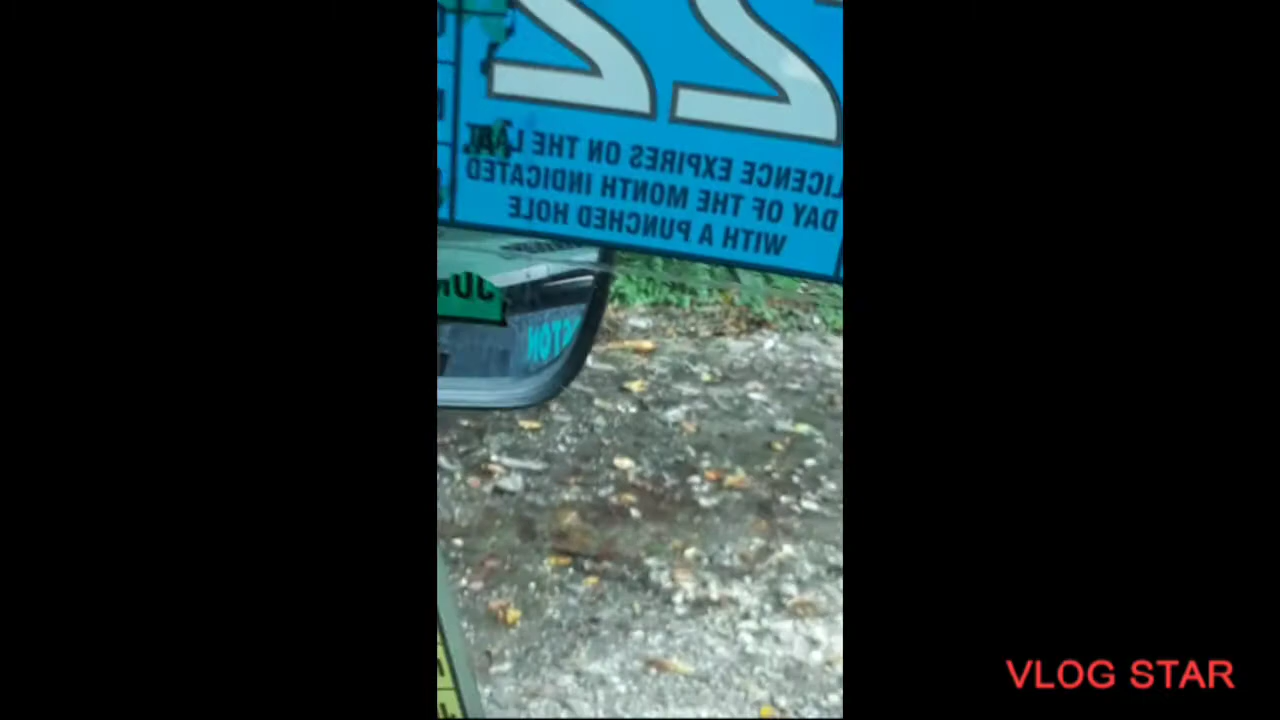 22
LICENCE EXPIRES ON THE LAST
DAY OF THE MONTH INDICATED
WITH A PUNCHED HOLE
VLOG STAR